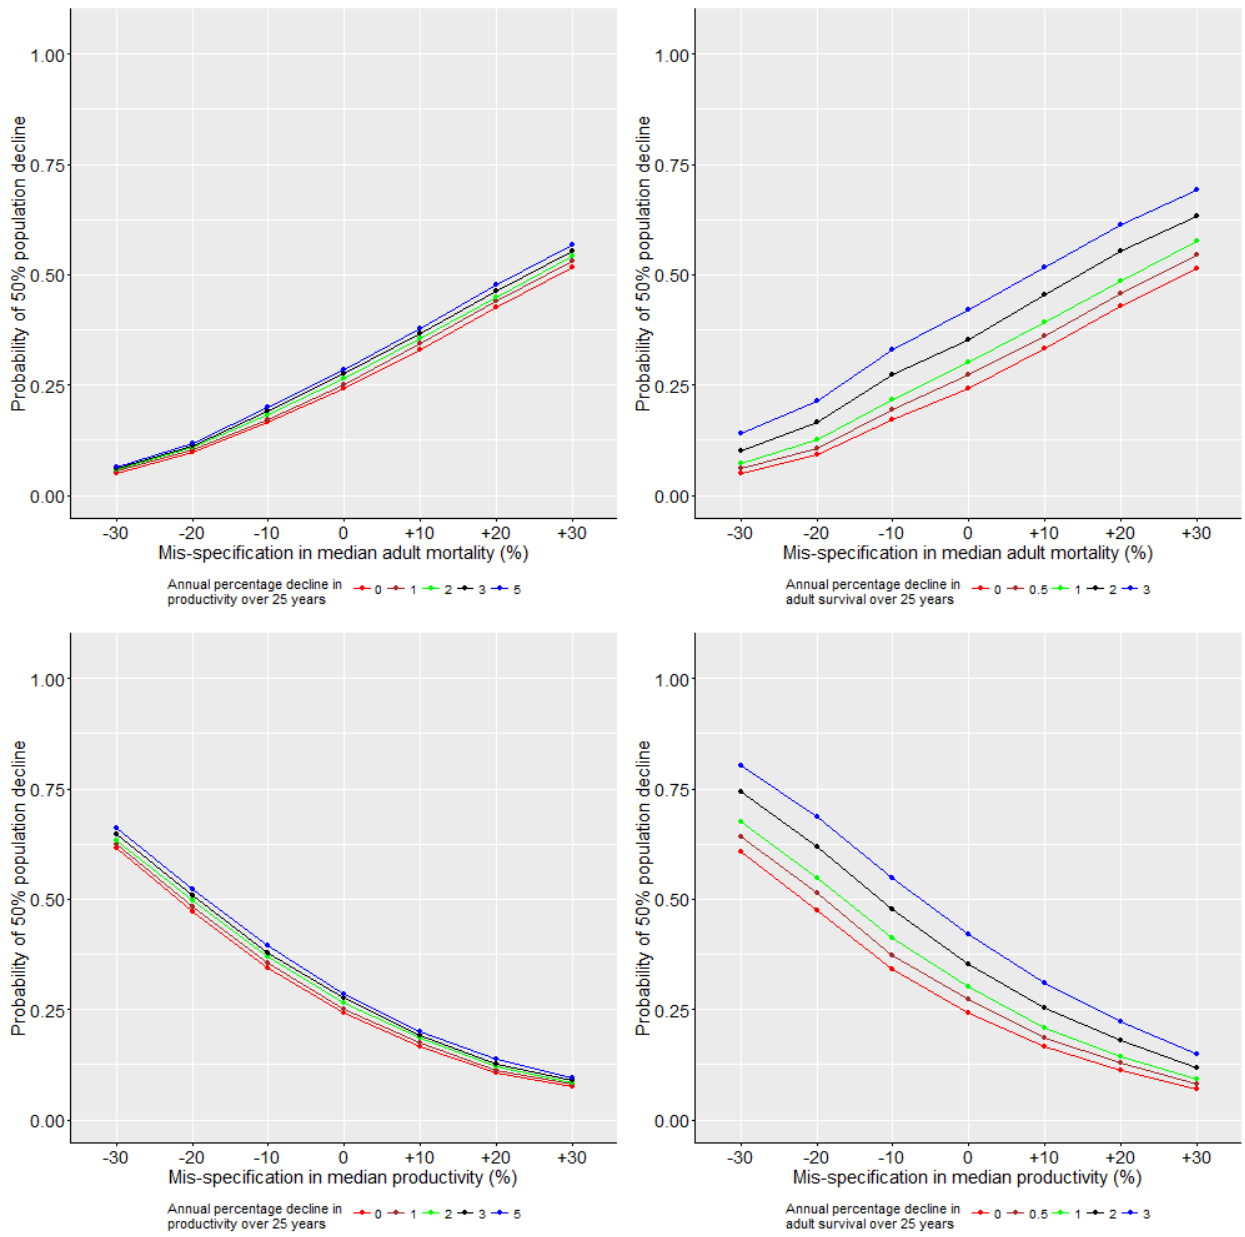 Probability of 50% population decline
1.00
0.75
0.50
0.25
0.00
-30 -20 -10 0 +10 +20 +30
Mis-specification in median adult mortality (%)
Annual percentage decline in
productivity over 25 years
0 1 2 3 5
Probability of 50% population decline
1.00
0.75
0.50
0.25
0.00
-30 -20 -10 0 +10 +20 +30
Mis-specification in median adult mortality (%)
Annual percentage decline in
adult survival over 25 years
0 0.5 1 2 3
Probability of 50% population decline
1.00
0.75
0.50
0.25
0.00
-30 -20 -10 0 +10 +20 +30
Mis-specification in median productivity (%)
Annual percentage decline in
productivity over 25 years
0 1 2 3 5
Probability of 50% population decline
1.00
0.75
0.50
0.25
0.00
-30 -20 -10 0 +10 +20 +30
Mis-specification in median productivity (%)
Annual percentage decline in
adult survival over 25 years
0 0.5 1 2 3